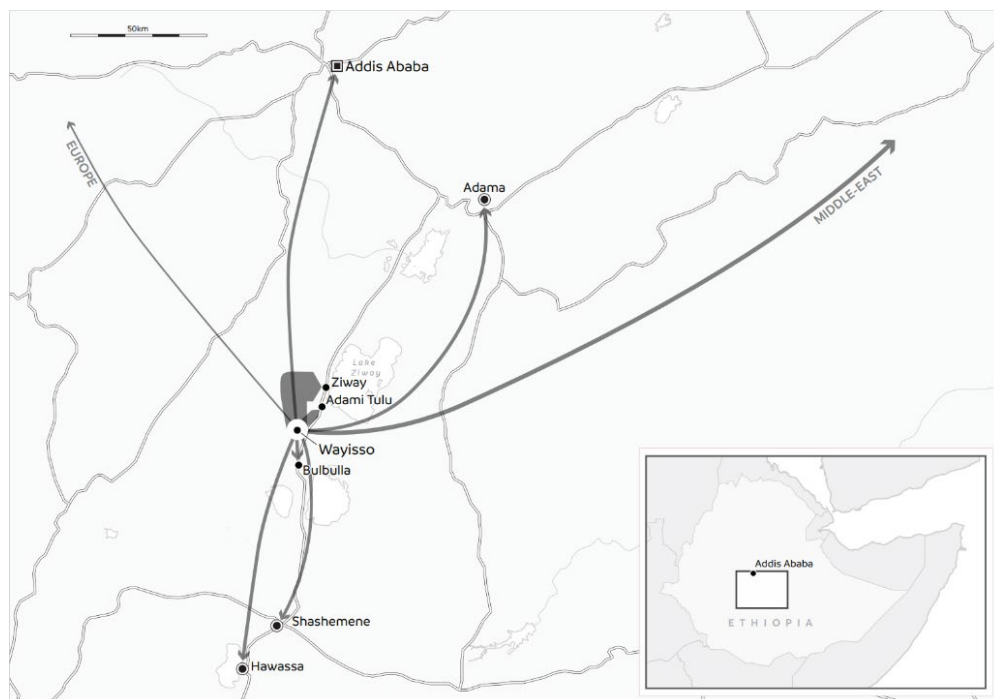 50km
Addis Ababa
EUROPE
Adama
MIDDLE-EAST
Lake
Ziway
Ziway
Adami Tulu
Wayisso
Bulbulla
Shashemene
Hawassa
Addis Ababa
ETHIOPIA